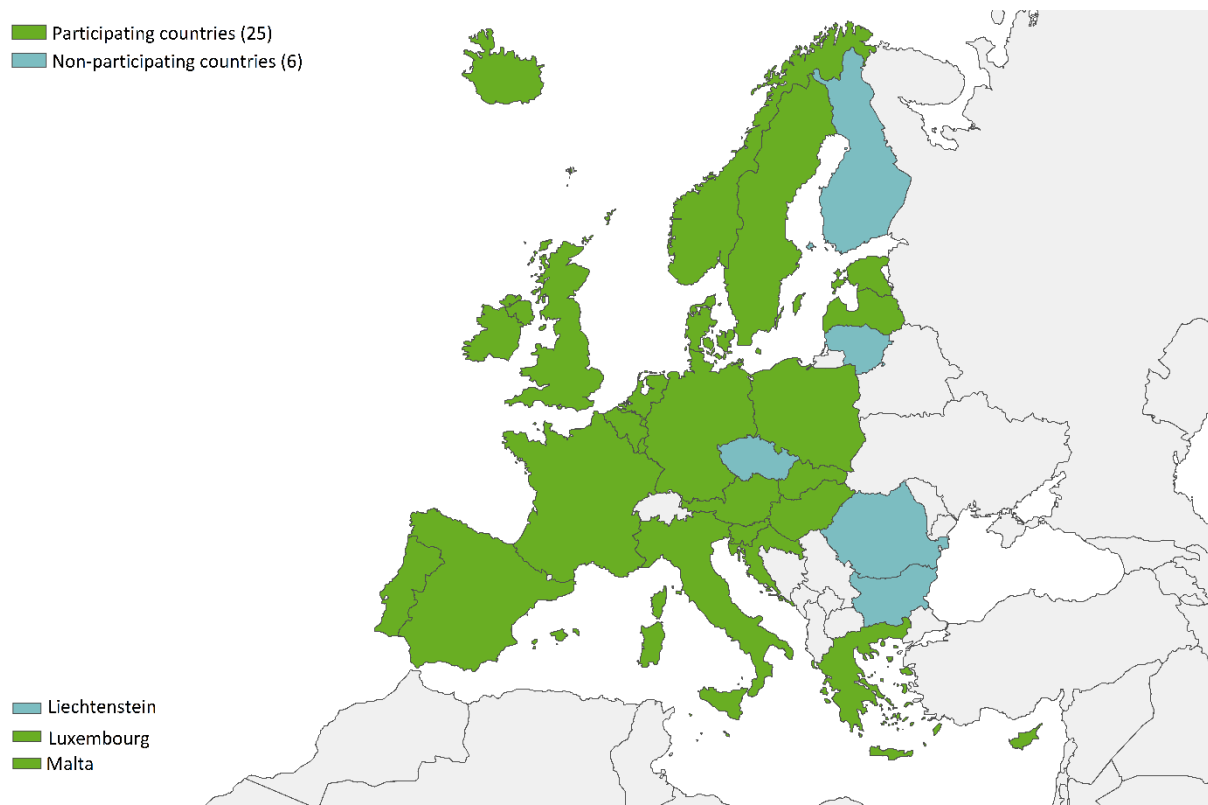 Participating countries (25)
Non-participating countries (6)
Liechtenstein
Luxembourg
Malta